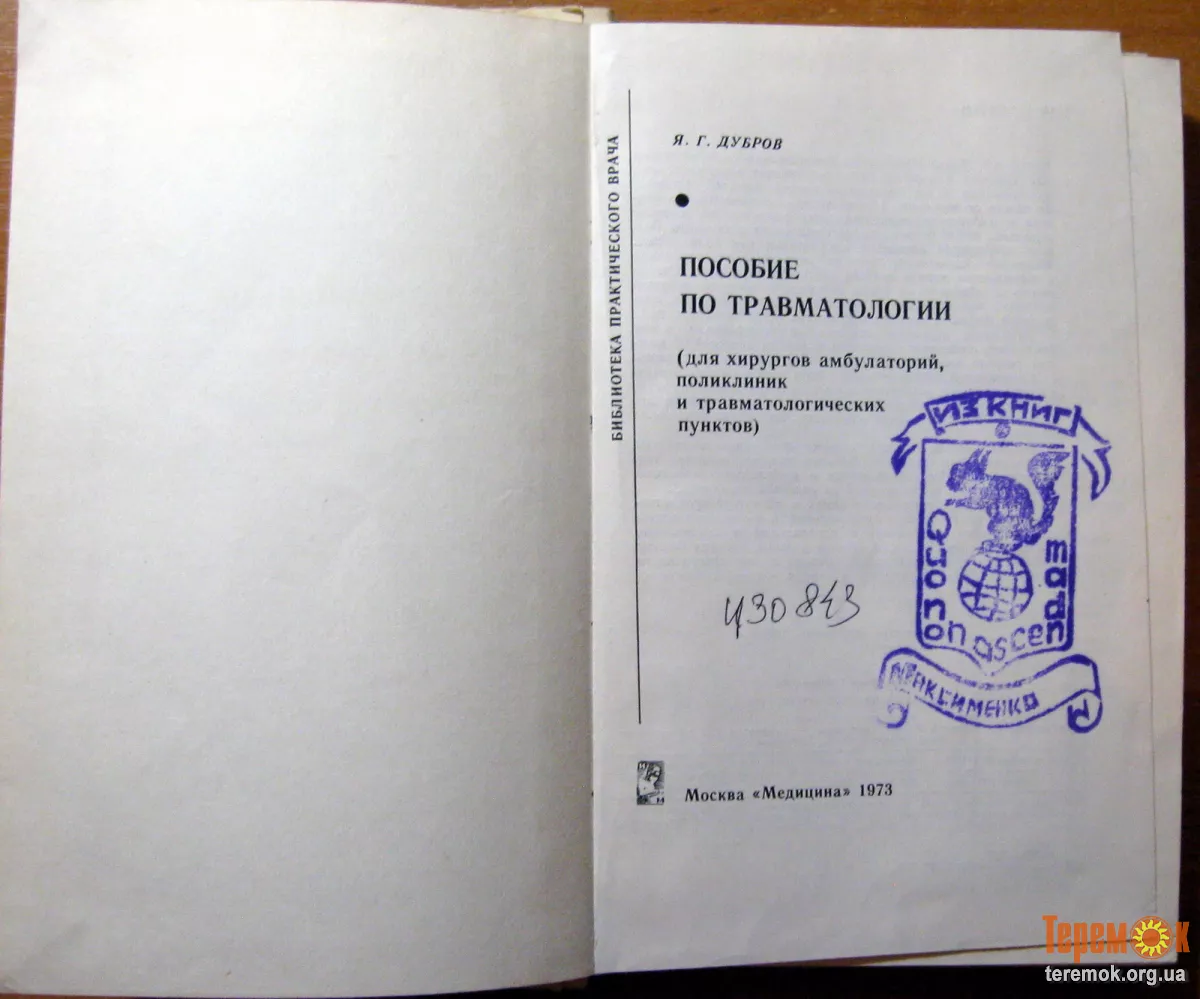 БИБЛИОТЕКА ПРАКТИЧЕСКОГО ВРАЧА
Я. Г. ДУБРОВ
ПОСОБИЕ
ПО ТРАВМАТОЛОГИИ
(для хирургов амбулаторий,
поликлиник
и травматологических
пунктов)
ИЗ КНИГ
Quo non ascendam
МАКСИМЕНКО
Москва «Медицина» 1973
Теремок
teremok.org.ua